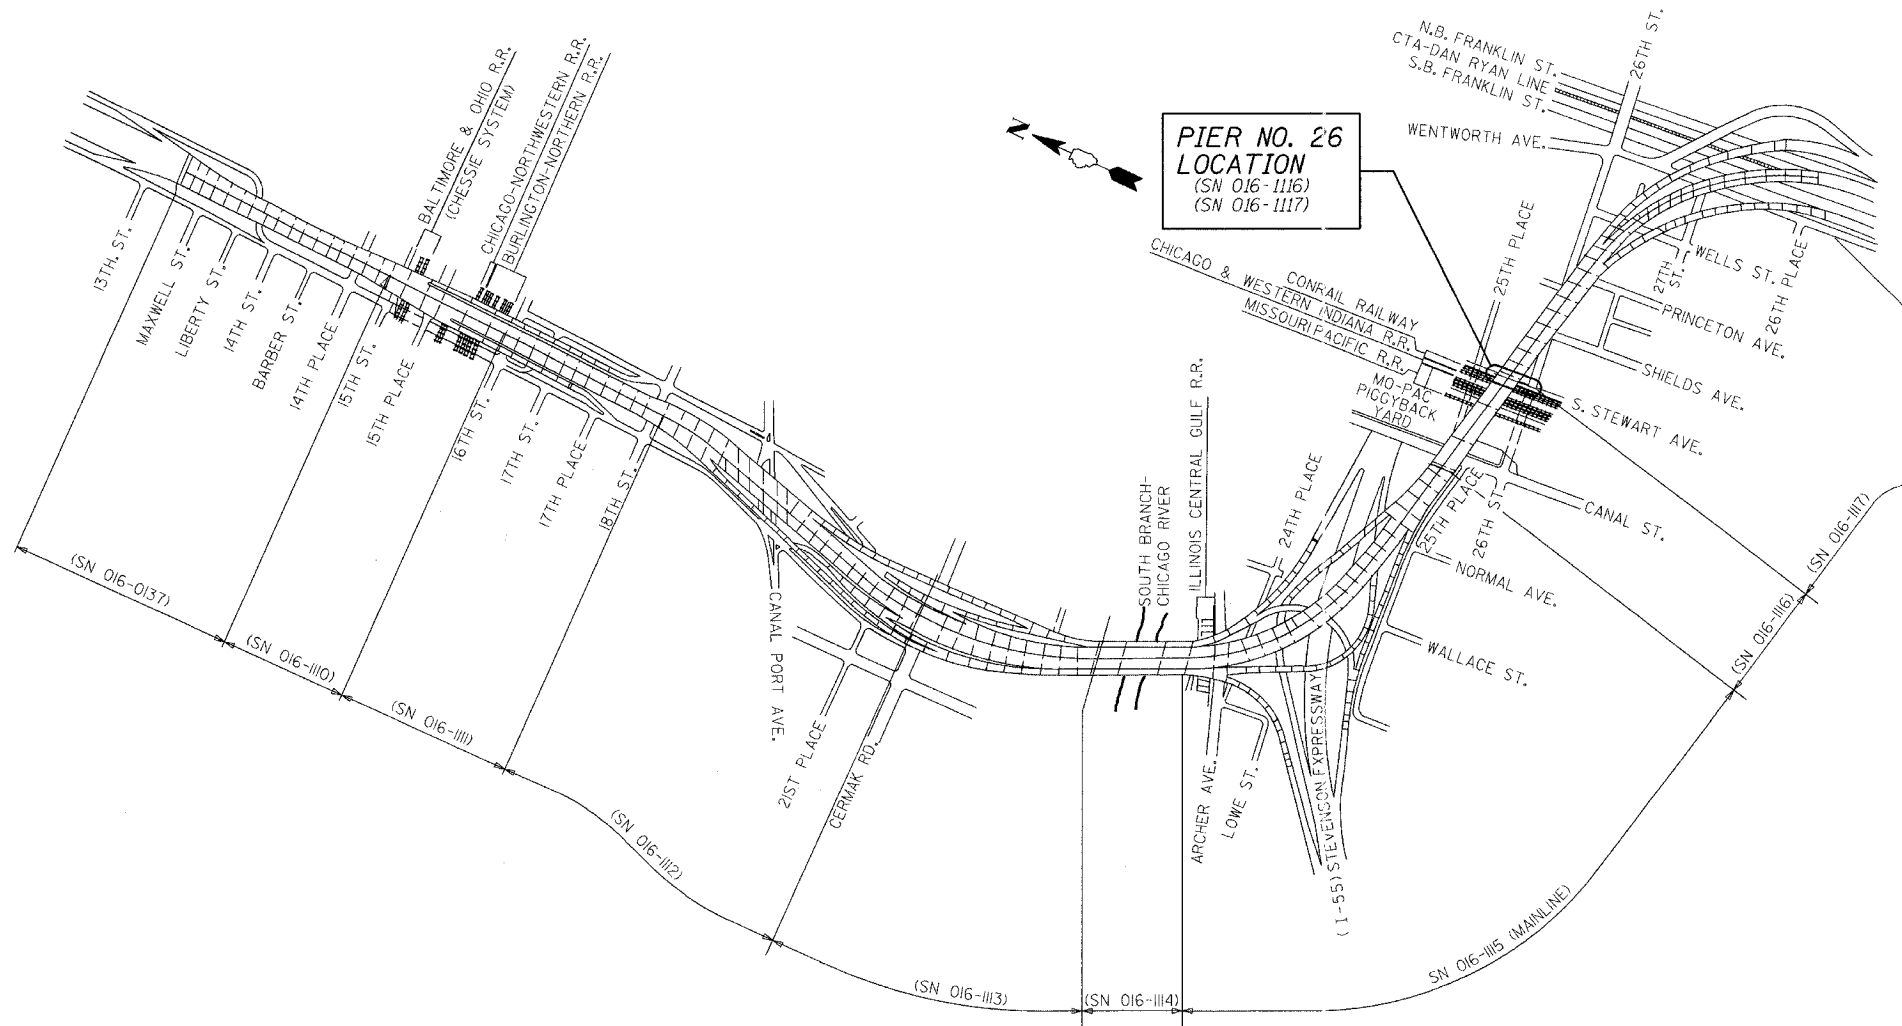 BALTIMORE & OHIO R.R.
(CHESSIE SYSTEM)
CHICAGO-NORTHWESTERN R.R.
BURLINGTON-NORTHERN R.R.
N.B. FRANKLIN ST.
CTA-DAN RYAN LINE
S.B. FRANKLIN ST.
26TH ST.
WENTWORTH AVE.
N
PIER NO. 26
LOCATION
(SN 016-1116)
(SN 016-1117)
25TH PLACE
WELLS ST.
27TH
ST.
26TH PLACE
PRINCETON AVE.
SHIELDS AVE.
S. STEWART AVE.
CHICAGO &
WESTERN INDIANA R.R.
CONRAIL RAILWAY
MISSOURI PACIFIC R.R.
MO-PAC
PIGGYBACK
YARD
13TH. ST.
MAXWELL ST.
LIBERTY ST.
14TH ST.
BARBER ST.
14TH PLACE
15TH ST.
15TH PLACE
16TH ST.
17TH ST.
17TH PLACE
18TH ST.
CANAL PORT AVE.
21ST PLACE
CERMAK RD.
SOUTH BRANCH-
CHICAGO RIVER
ILLINOIS CENTRAL GULF R.R.
24TH PLACE
25TH PLACE
26TH ST.
CANAL ST.
NORMAL AVE.
WALLACE ST.
ARCHER AVE.
LOWE ST.
(I-55) STEVENSON EXPRESSWAY
(SN 016-0137)
(SN 016-1110)
(SN 016-1111)
(SN 016-1112)
(SN 016-1113)
(SN 016-1114)
SN 016-1115 (MAINLINE)
(SN 016-1116)
(SN 016-1117)